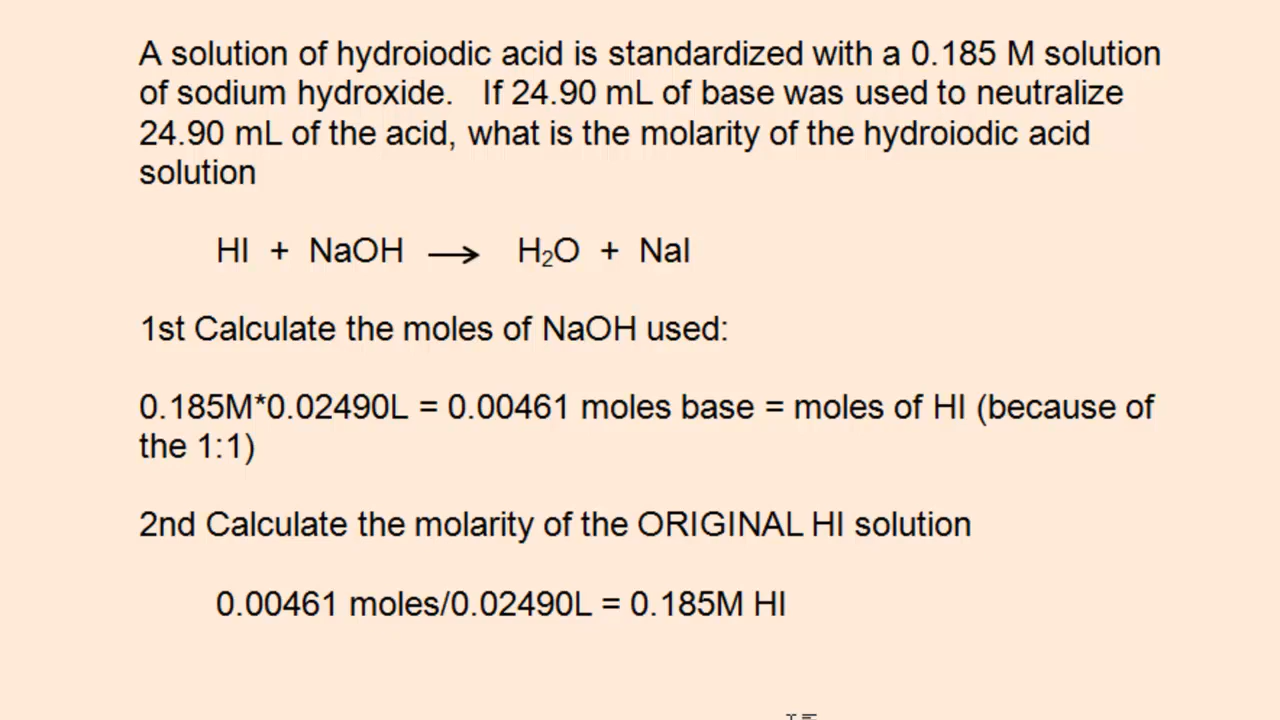 A solution of hydroiodic acid is standardized with a 0.185 M solution
of sodium hydroxide.   If 24.90 mL of base was used to neutralize
24.90 mL of the acid, what is the molarity of the hydroiodic acid
solution
HI + NaOH ⟶ H₂O + NaI
1st Calculate the moles of NaOH used:
0.185M*0.02490L = 0.00461 moles base = moles of HI (because of
the 1:1)
2nd Calculate the molarity of the ORIGINAL HI solution
0.00461 moles/0.02490L = 0.185M HI